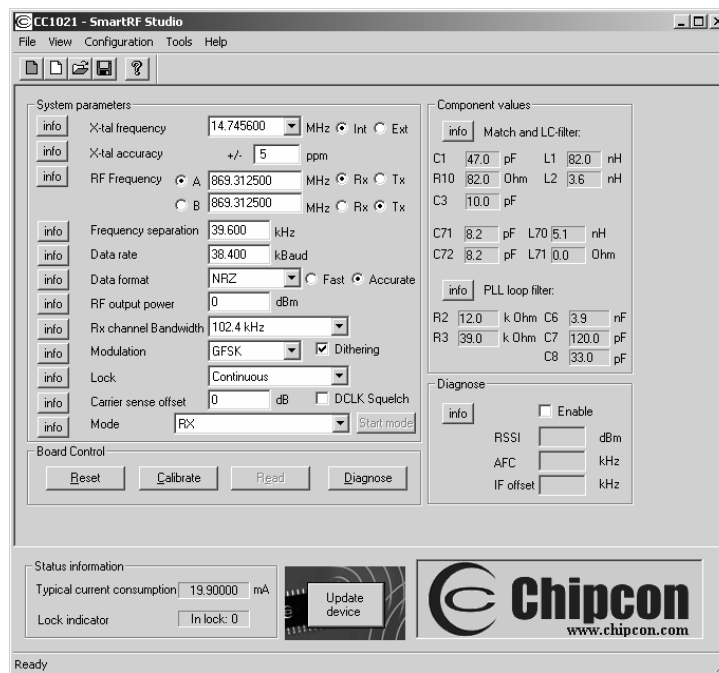 CC1021 - SmartRF Studio
File View Configuration Tools Help
System parameters
info X-tal frequency 14.745600 MHz Int Ext
info X-tal accuracy +/- 5 ppm
info RF Frequency A 869.312500 MHz Rx Tx
B 869.312500 MHz Rx Tx
info Frequency separation 39.600 kHz
info Data rate 38.400 kBaud
info Data format NRZ Fast Accurate
info RF output power 0 dBm
info Rx channel Bandwidth 102.4 kHz
info Modulation GFSK Dithering
info Lock Continuous
info Carrier sense offset 0 dB DCLK Squelch
info Mode RX Start mode
Board Control
Reset Calibrate Read Diagnose
Component values
info Match and LC-filter:
C1 47.0 pF L1 82.0 nH
R10 82.0 Ohm L2 3.6 nH
C3 10.0 pF
C71 8.2 pF L70 5.1 nH
C72 8.2 pF L71 0.0 Ohm
info PLL loop filter:
R2 12.0 k Ohm C6 3.9 nF
R3 39.0 k Ohm C7 120.0 pF
C8 33.0 pF
Diagnose
info Enable
RSSI dBm
AFC kHz
IF offset kHz
Status information
Typical current consumption 19.90000 mA
Lock indicator In lock: 0
Update device
Chipcon
www.chipcon.com
Ready